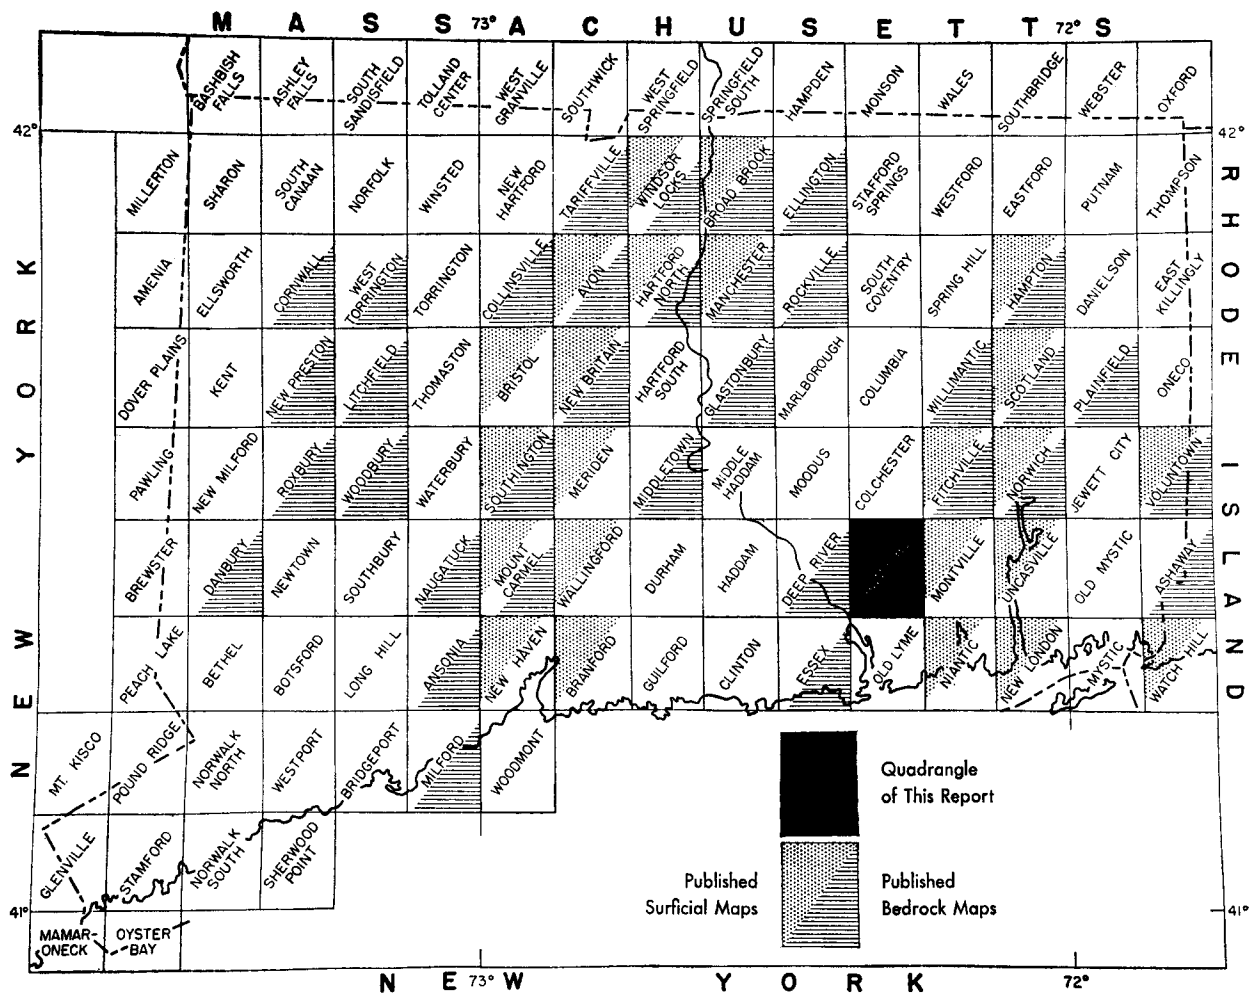 M A S S 73° A C H U S E T T 72° S
BASHBISH
FALLS
ASHLEY
FALLS
SOUTH
SANDISFIELD
TOLLAND
CENTER
WEST
GRANVILLE
SOUTHWICK
WEST
SPRINGFIELD
SPRINGFIELD
SOUTH
HAMPDEN
MONSON
WALES
SOUTHBRIDGE
WEBSTER
OXFORD
42°
42°
MILLERTON
SHARON
SOUTH
CANAAN
NORFOLK
WINSTED
NEW
HARTFORD
TARIFFVILLE
WINDSOR
LOCKS
BROAD BROOK
ELLINGTON
STAFFORD
SPRINGS
WESTFORD
EASTFORD
PUTNAM
THOMPSON
AMENIA
ELLSWORTH
CORNWALL
WEST
TORRINGTON
TORRINGTON
COLLINSVILLE
AVON
HARTFORD
NORTH
MANCHESTER
ROCKVILLE
SOUTH
COVENTRY
SPRING HILL
HAMPTON
DANIELSON
EAST
KILLINGLY
DOVER PLAINS
KENT
NEW PRESTON
LITCHFIELD
THOMASTON
BRISTOL
NEW BRITAIN
HARTFORD
SOUTH
GLASTONBURY
MARLBOROUGH
COLUMBIA
WILLIMANTIC
SCOTLAND
PLAINFIELD
ONECO
PAWLING
NEW MILFORD
ROXBURY
WOODBURY
WATERBURY
SOUTHINGTON
MERIDEN
MIDDLETOWN
MIDDLE
HADDAM
MOODUS
COLCHESTER
FITCHVILLE
NORWICH
JEWETT CITY
VOLUNTOWN
BREWSTER
DANBURY
NEWTOWN
SOUTHBURY
NAUGATUCK
MOUNT
CARMEL
WALLINGFORD
DURHAM
HADDAM
DEEP RIVER
MONTVILLE
UNCASVILLE
OLD MYSTIC
ASHAWAY
PEACH LAKE
BETHEL
BOTSFORD
LONG HILL
ANSONIA
NEW HAVEN
BRANFORD
GUILFORD
CLINTON
ESSEX
OLD LYME
NIANTIC
NEW LONDON
MYSTIC
WATCH HILL
MT. KISCO
POUND RIDGE
NORWALK
NORTH
WESTPORT
BRIDGEPORT
MILFORD
WOODMONT
GLENVILLE
STAMFORD
NORWALK
SOUTH
SHERWOOD
POINT
41°
41°
MAMAR-
ONECK
OYSTER
BAY
NEW YORK
RHODE ISLAND
Quadrangle
of This Report
Published
Surficial Maps
Published
Bedrock Maps
N E 73° W Y O R K 72°